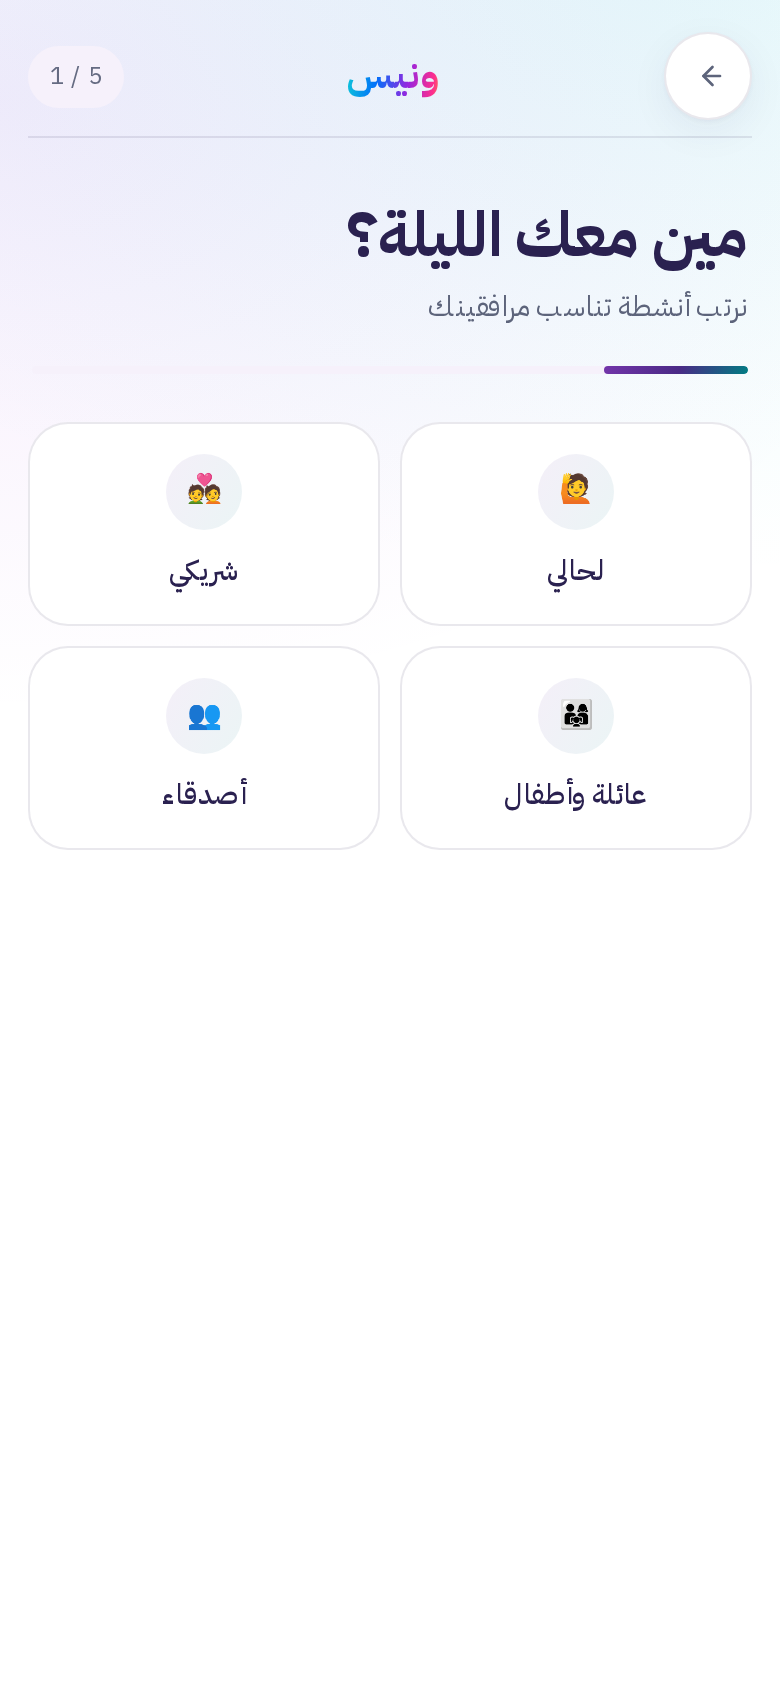 ونيس
1 / 5
مين معك الليلة؟
نرتب أنشطة تناسب مرافقينك
لحالي
شريكي
عائلة وأطفال
أصدقاء